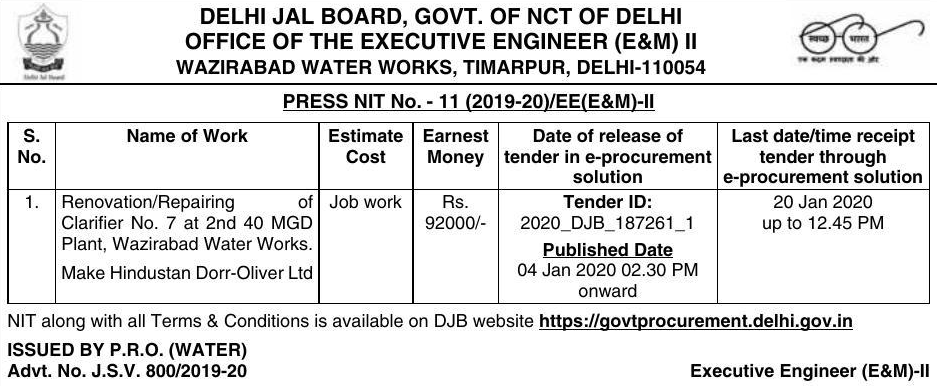 DELHI JAL BOARD, GOVT. OF NCT OF DELHI
OFFICE OF THE EXECUTIVE ENGINEER (E&M) II
WAZIRABAD WATER WORKS, TIMARPUR, DELHI-110054
Delhi Jal Board
स्वच्छ भारत
एक कदम स्वच्छता की ओर
PRESS NIT No. - 11 (2019-20)/EE(E&M)-II
S. No.
Name of Work
Estimate Cost
Earnest Money
Date of release of tender in e-procurement solution
Last date/time receipt tender through e-procurement solution
1.
Renovation/Repairing of
Clarifier No. 7 at 2nd 40 MGD
Plant, Wazirabad Water Works.
Make Hindustan Dorr-Oliver Ltd
Job work
Rs.
92000/-
Tender ID:
2020_DJB_187261_1
Published Date
04 Jan 2020 02.30 PM
onward
20 Jan 2020
up to 12.45 PM
NIT along with all Terms & Conditions is available on DJB website https://govtprocurement.delhi.gov.in
ISSUED BY P.R.O. (WATER)
Advt. No. J.S.V. 800/2019-20
Executive Engineer (E&M)-II